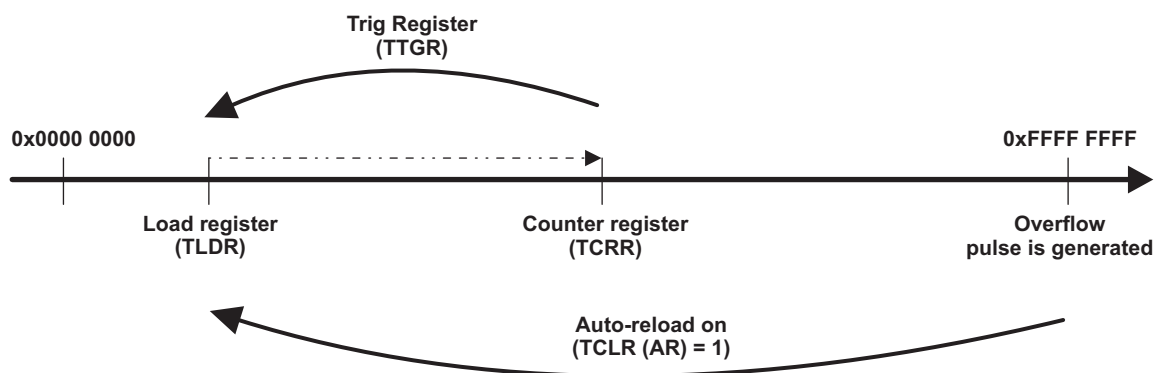 Trig Register
(TTGR)
0x0000 0000
0xFFFF FFFF
Load register
(TLDR)
Counter register
(TCRR)
Overflow
pulse is generated
Auto-reload on
(TCLR (AR) = 1)